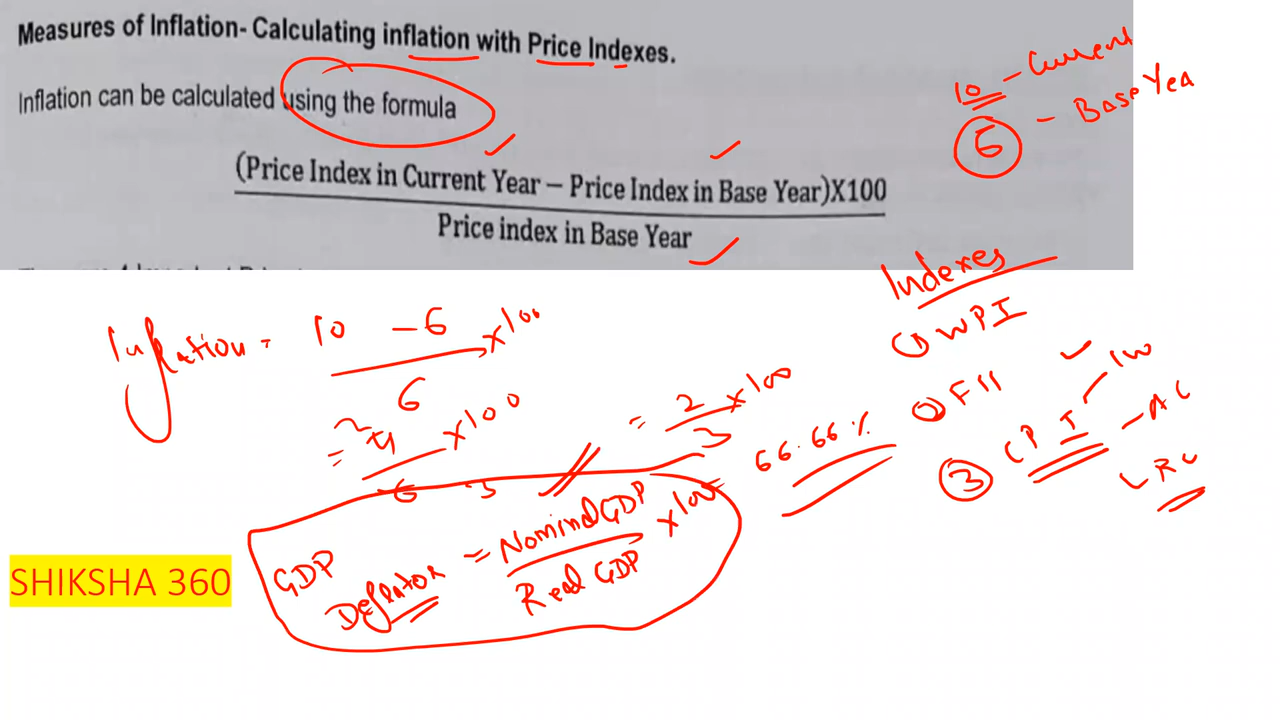 Measures of Inflation- Calculating inflation with Price Indexes.
Inflation can be calculated using the formula
(Price Index in Current Year – Price Index in Base Year)X100
Price index in Base Year
10 - Current
6 - Base Yea
Inflation = 10 - 6 x100
6
= 4 x100
6 3
= 2 x100
3
66.66%
GDP
Deflator = Nominal GDP x100
Real GDP
Indexes
① WPI
②
③ CPI
IW
- AL
SHIKSHA 360